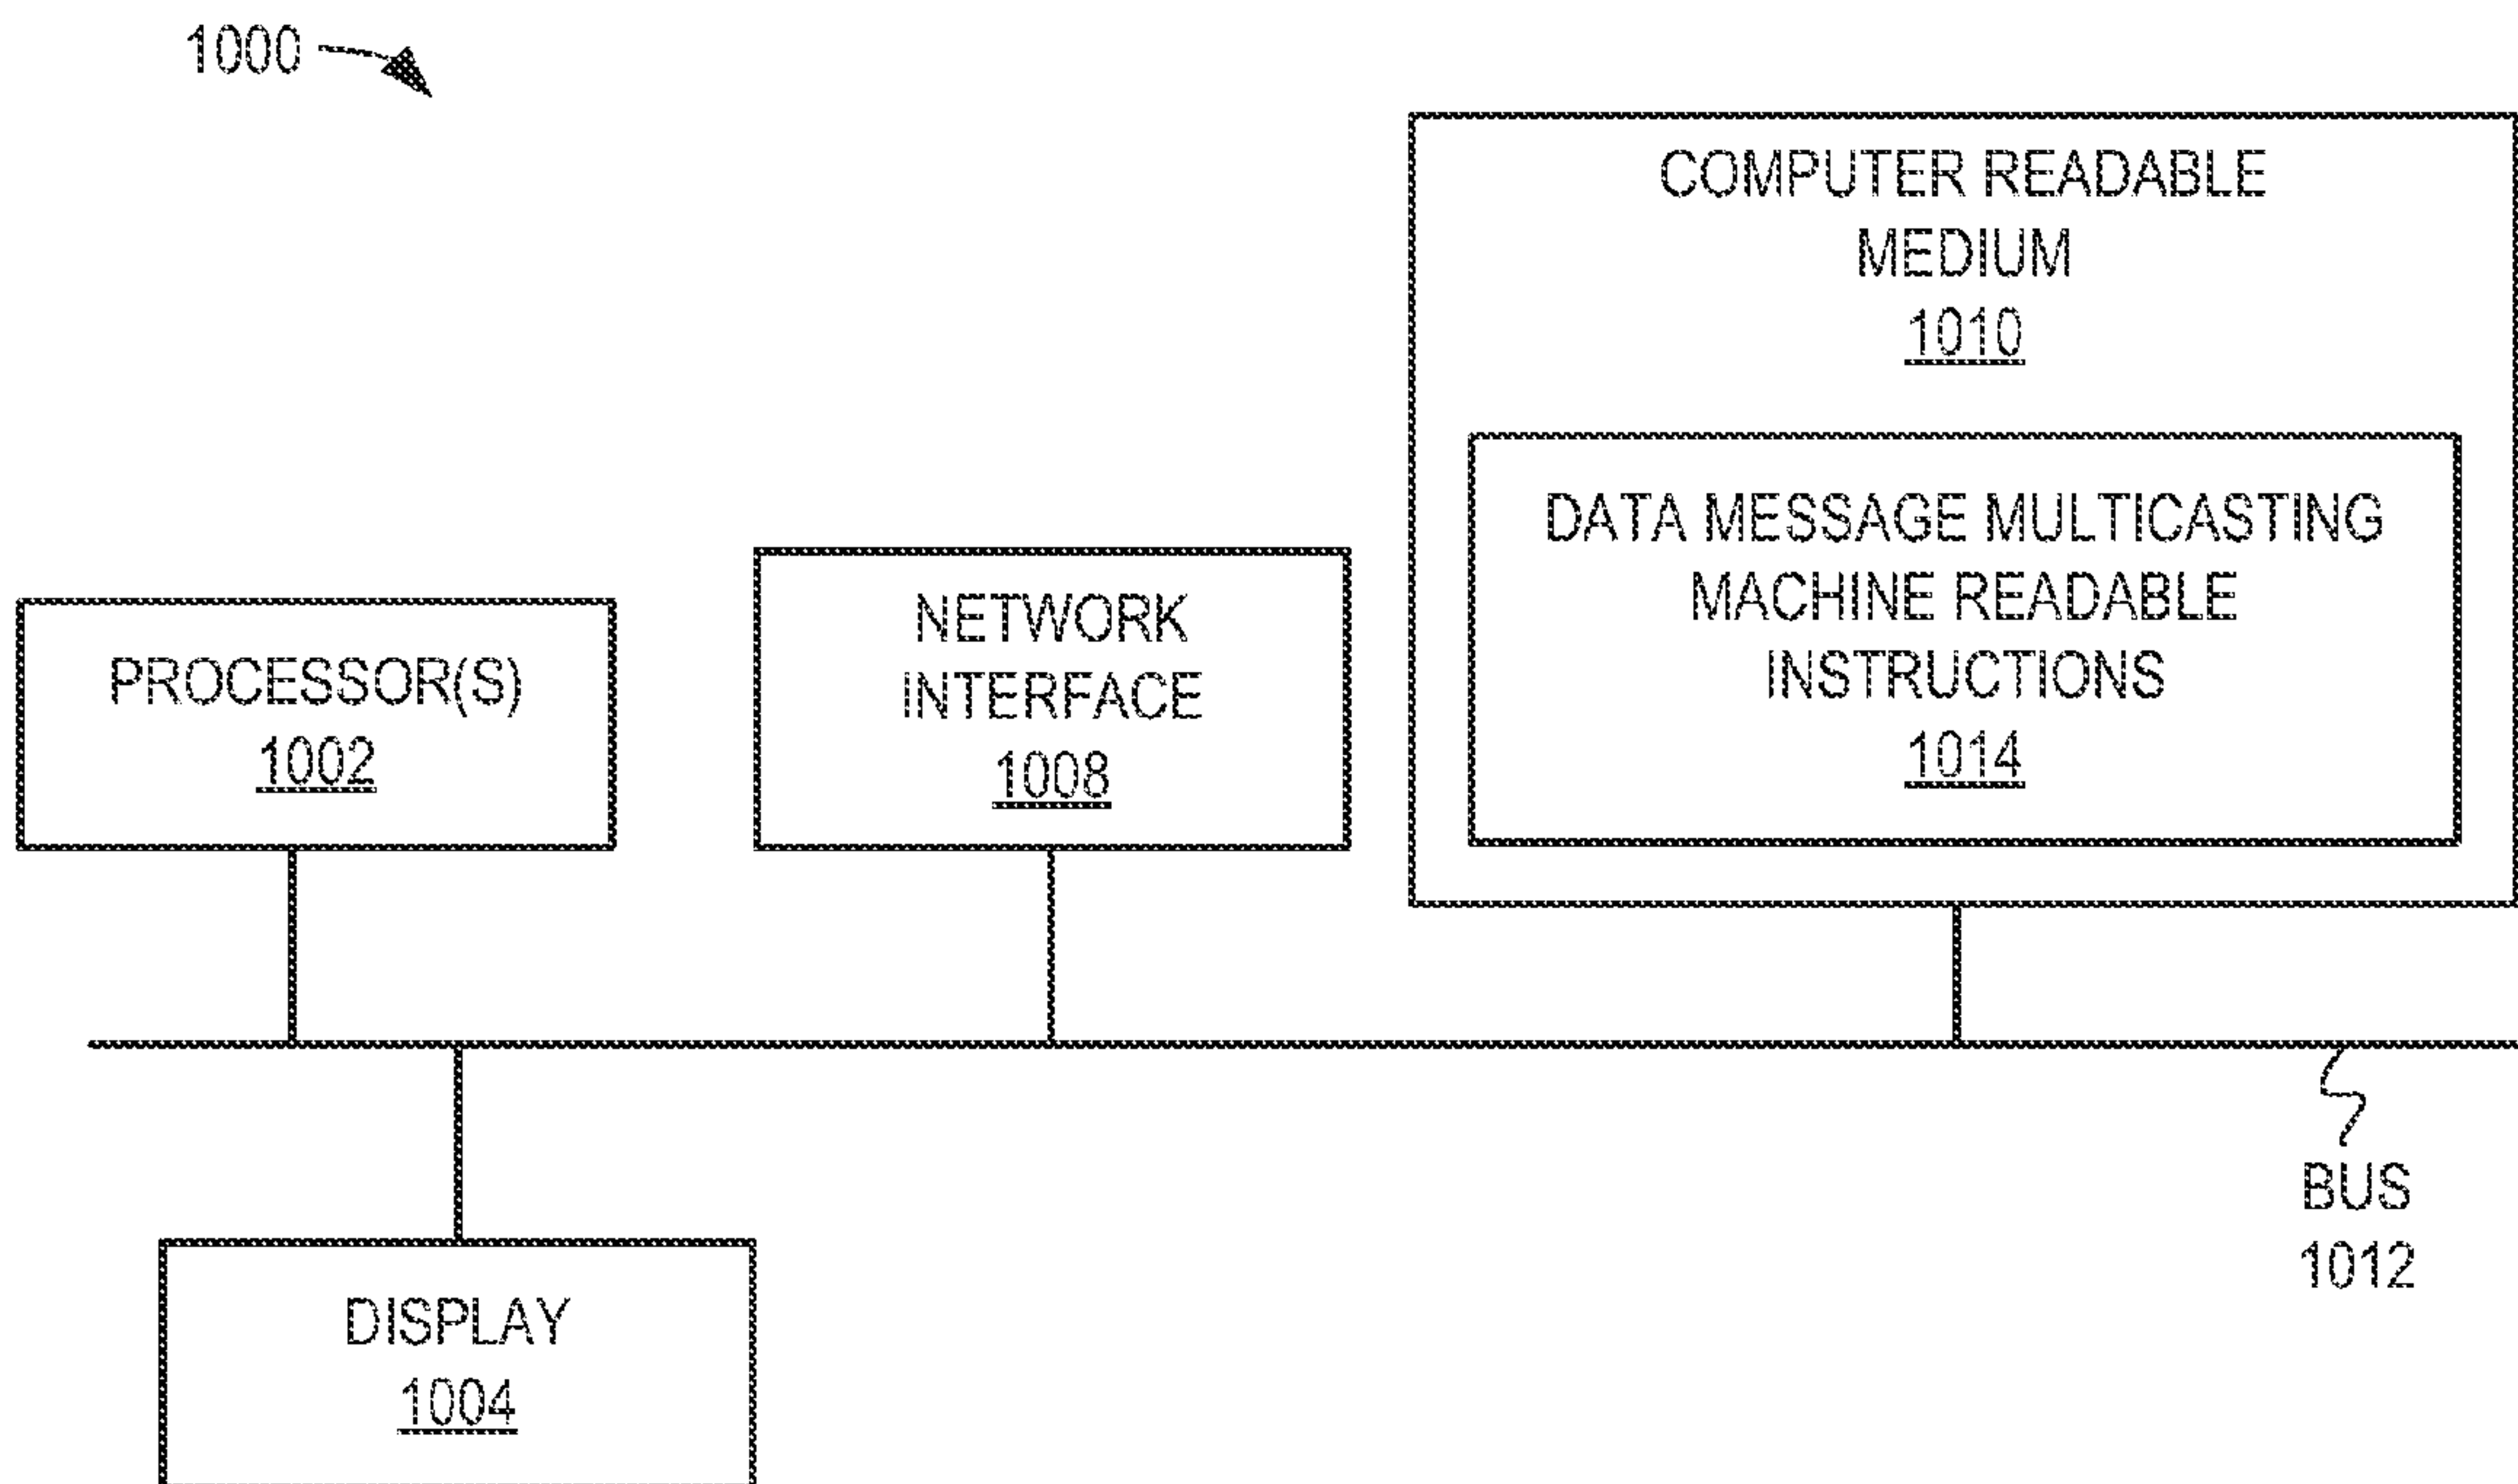 1000
COMPUTER READABLE
MEDIUM
1010
DATA MESSAGE MULTICASTING
MACHINE READABLE
INSTRUCTIONS
1014
NETWORK
INTERFACE
1008
PROCESSOR(S)
1002
BUS
1012
DISPLAY
1004